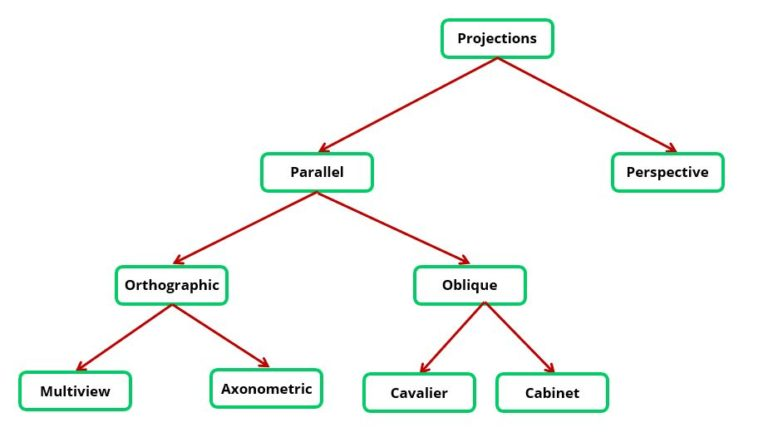 Projections
Parallel
Perspective
Orthographic
Oblique
Multiview
Axonometric
Cavalier
Cabinet